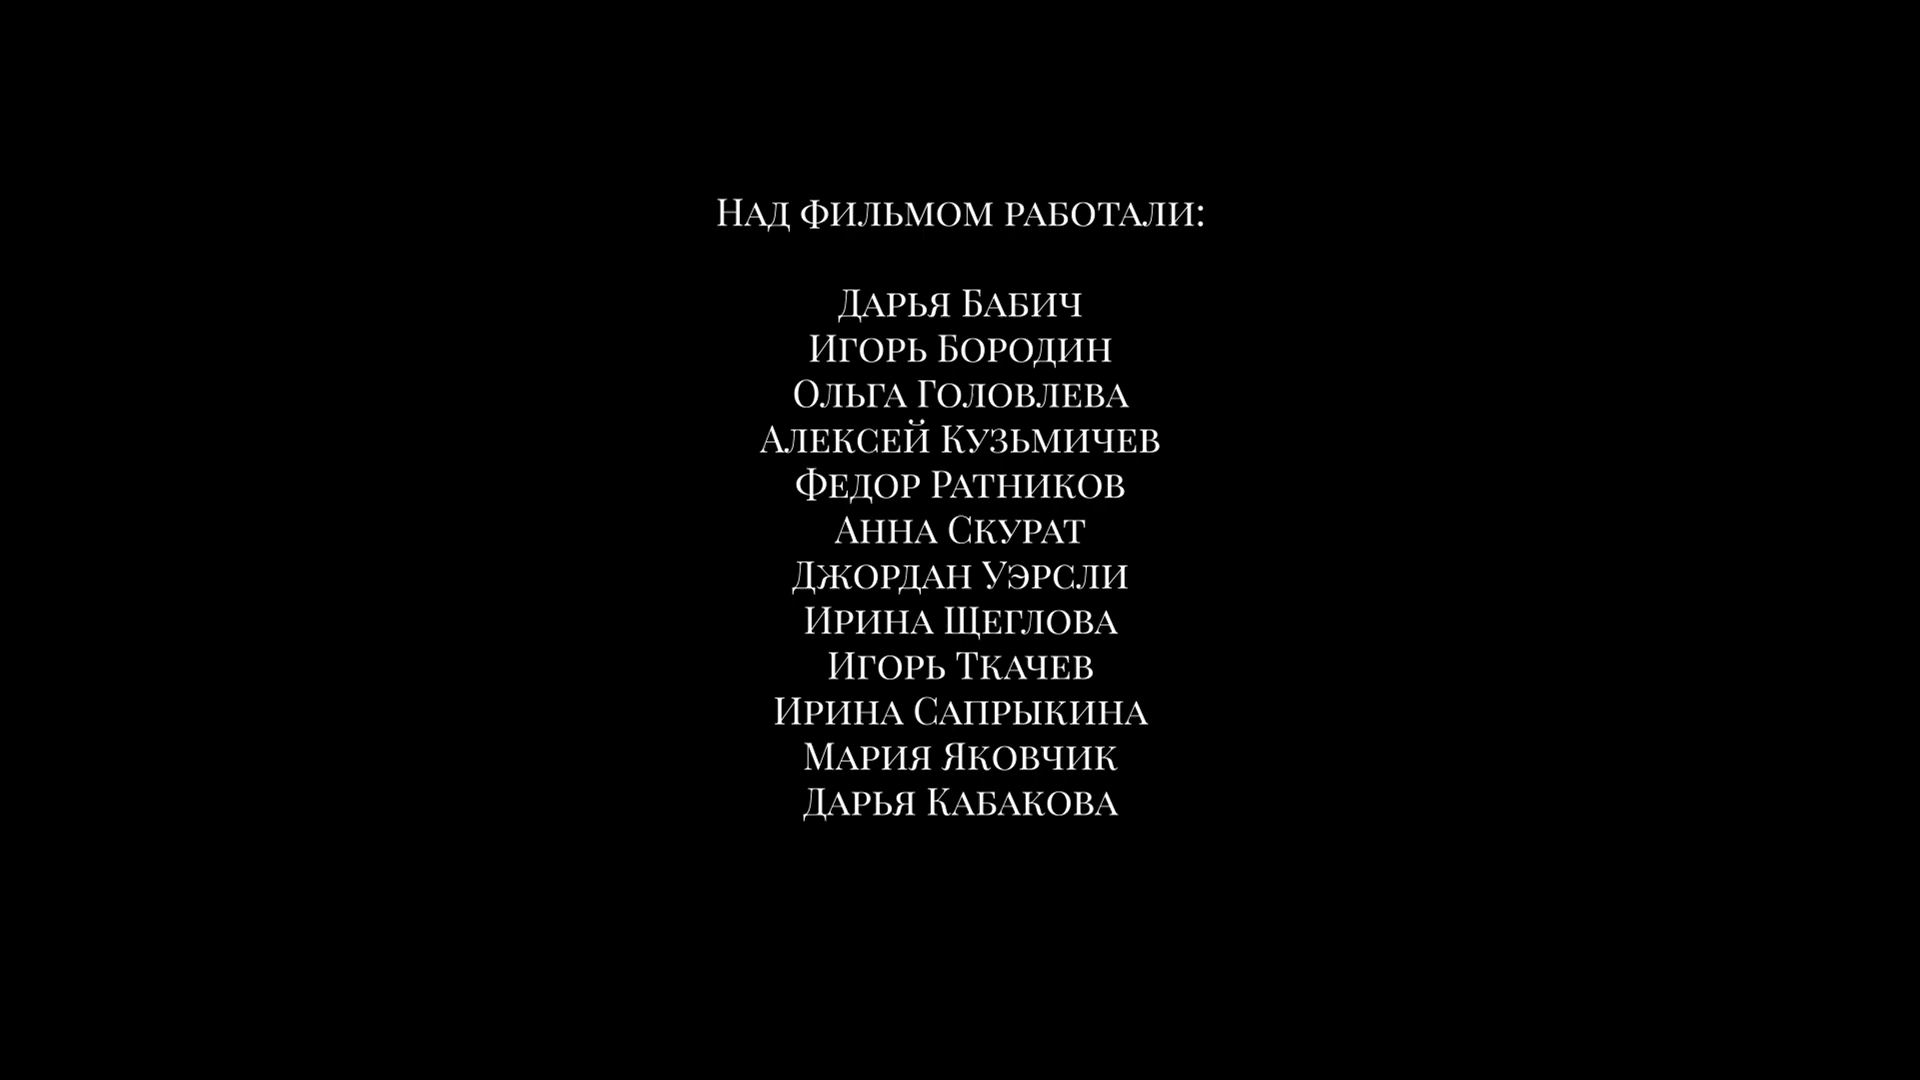 Над фильмом работали:
Дарья Бабич
Игорь Бородин
Ольга Головлева
Алексей Кузьмичев
Федор Ратников
Анна Скурат
Джордан Уэрсли
Ирина Щеглова
Игорь Ткачев
Ирина Сапрыкина
Мария Яковчик
Дарья Кабакова